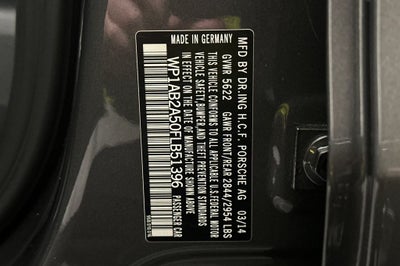 MFD BY DR.ING H.C.F. PORSCHE AG 03/14
MADE IN GERMANY
GVWR 5622 GAWR FRONT/REAR 2844/2954 LBS
THIS VEHICLE CONFORMS TO ALL APPLICABLE U.S. FEDERAL MOTOR
VEHICLE SAFETY, BUMPER AND THEFT PREVENTION STANDARDS
IN EFFECT ON THE DATE OF MANUFACTURE
SHOWN ABOVE
WP1AB2A50FLB51396 PASSENGER CAR